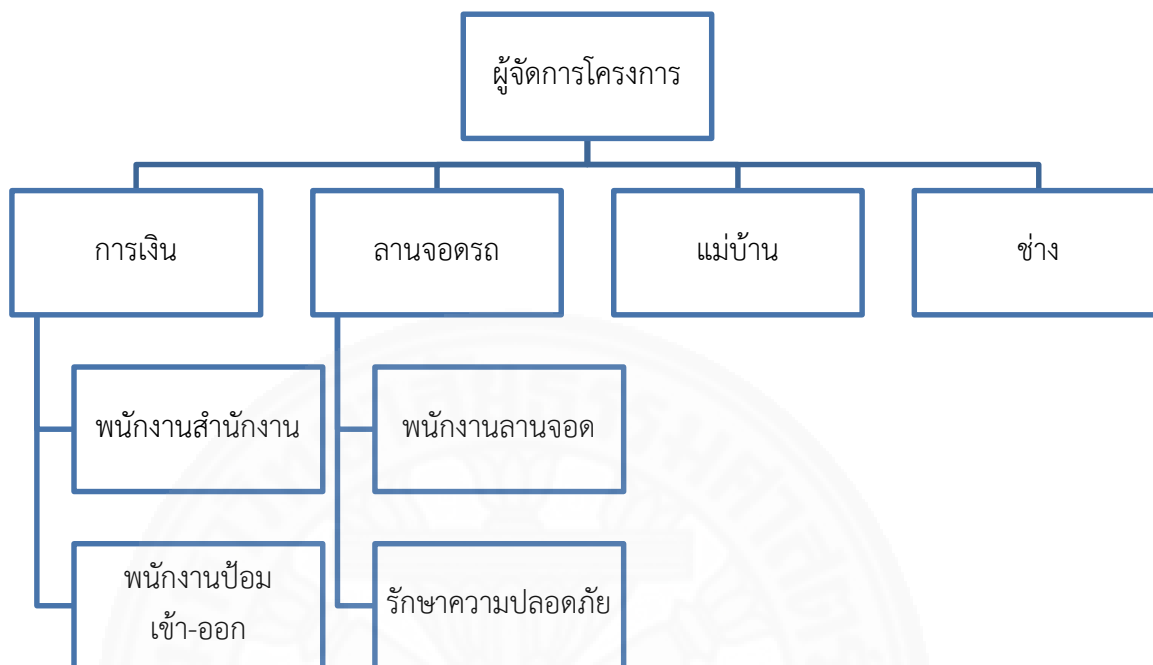 ผู้จัดการโครงการ
การเงิน
ลานจอดรถ
แม่บ้าน
ช่าง
พนักงานสำนักงาน
พนักงานลานจอด
พนักงานป้อม
เข้า-ออก
รักษาความปลอดภัย